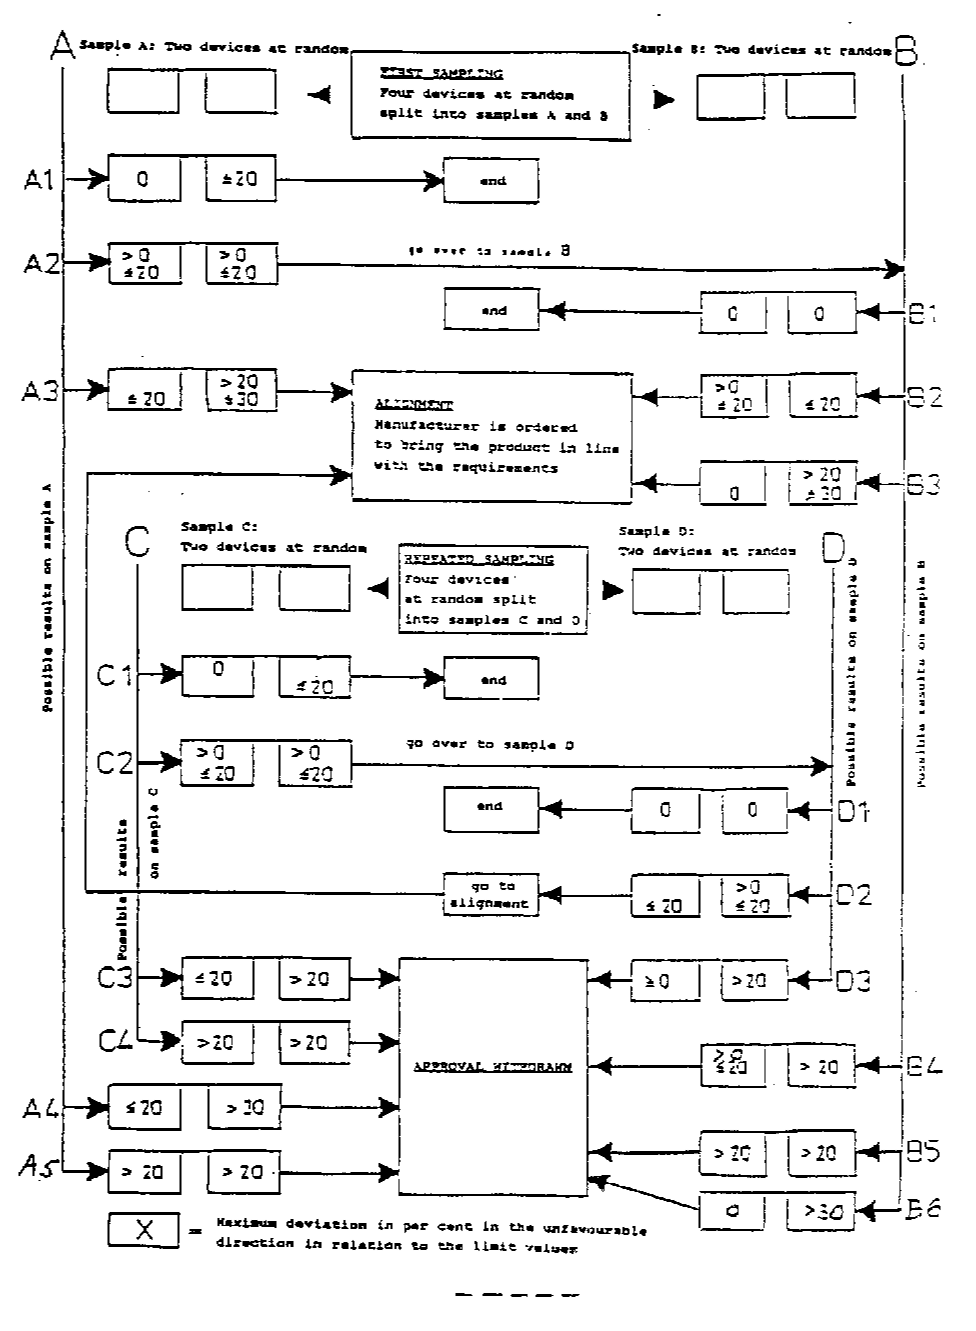 A
Sample A: Two devices at random
Sample B: Two devices at random
B
FIRST SAMPLING
Four devices at random
split into samples A and B
A1
0
≤20
end
A2
>0
≤20
>0
≤20
go over to sample B
end
0
0
B1
A3
≤20
>20
≤30
ALIGNMENT
Manufacturer is ordered
to bring the product in line
with the requirements
>0
≤20
≤20
B2
0
>20
≤30
B3
Possible results on sample A
C
Sample C:
Two devices at random
REPEATED SAMPLING
Four devices
at random split
into samples C and D
Sample D:
Two devices at random
D
Possible results on sample D
Possible results on sample B
C1
0
≤20
end
C2
>0
≤20
>0
≤20
go over to sample D
end
0
0
D1
Possible results
on sample C
go to
alignment
≤20
>0
≤20
D2
C3
≤20
>20
≥0
>20
D3
C4
>20
>20
APPROVAL WITHDRAWN
>0
≤20
>20
B4
A4
≤20
>30
A5
>20
>20
>20
>20
B5
0
>30
B6
X
= Maximum deviation in per cent in the unfavourable
direction in relation to the limit values